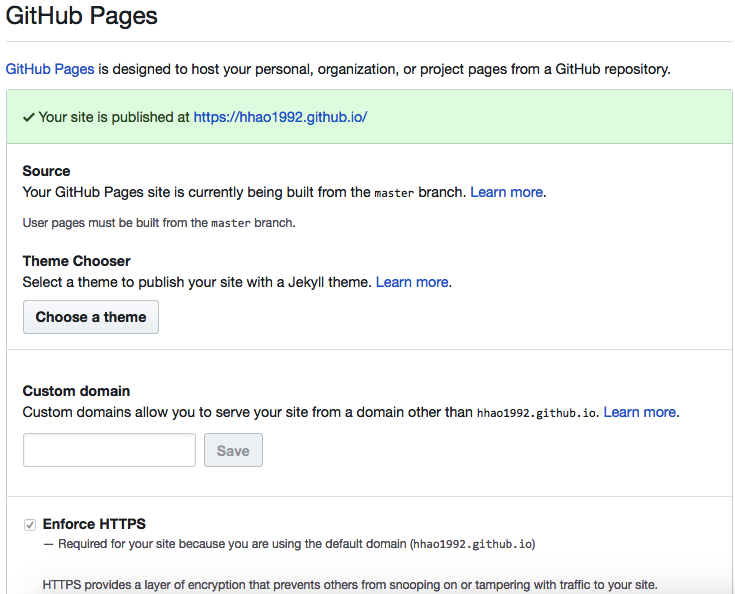 GitHub Pages
GitHub Pages is designed to host your personal, organization, or project pages from a GitHub repository.
Your site is published at https://hhao1992.github.io/
Source
Your GitHub Pages site is currently being built from the master branch. Learn more.
User pages must be built from the master branch.
Theme Chooser
Select a theme to publish your site with a Jekyll theme. Learn more.
Choose a theme
Custom domain
Custom domains allow you to serve your site from a domain other than hhao1992.github.io. Learn more.
Save
Enforce HTTPS
— Required for your site because you are using the default domain (hhao1992.github.io)
HTTPS provides a layer of encryption that prevents others from snooping on or tampering with traffic to your site.